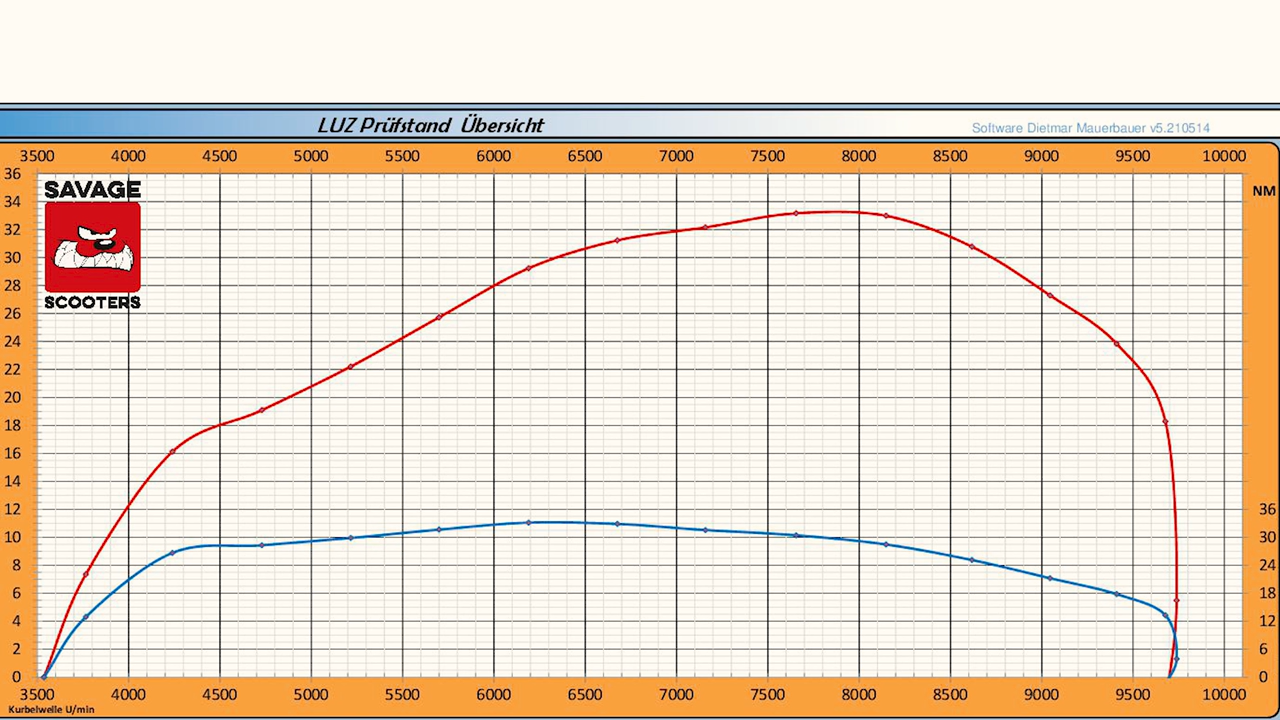 LUZ Prüfstand Übersicht
Software Dietmar Mauerbauer v5.210514
3500 4000 4500 5000 5500 6000 6500 7000 7500 8000 8500 9000 9500 10000
36
SAVAGE
NM
34
32
30
28
SCOOTERS
26
24
22
20
18
16
14
12 36
10 30
8 24
6 18
4 12
2 6
0 0
3500 4000 4500 5000 5500 6000 6500 7000 7500 8000 8500 9000 9500 10000
Kurbelwelle U/min